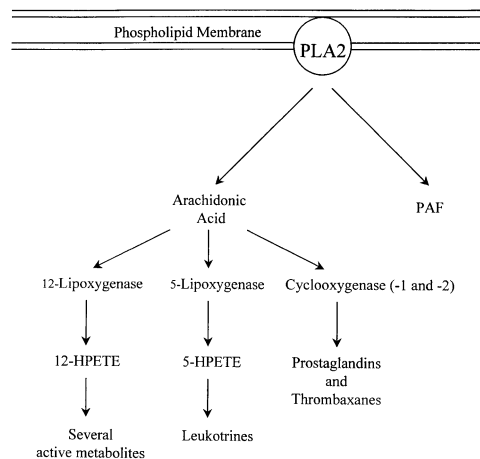 Phospholipid Membrane
PLA2
Arachidonic
Acid
PAF
12-Lipoxygenase
5-Lipoxygenase
Cyclooxygenase (-1 and -2)
12-HPETE
5-HPETE
Prostaglandins
and
Thrombaxanes
Several
active metabolites
Leukotrines